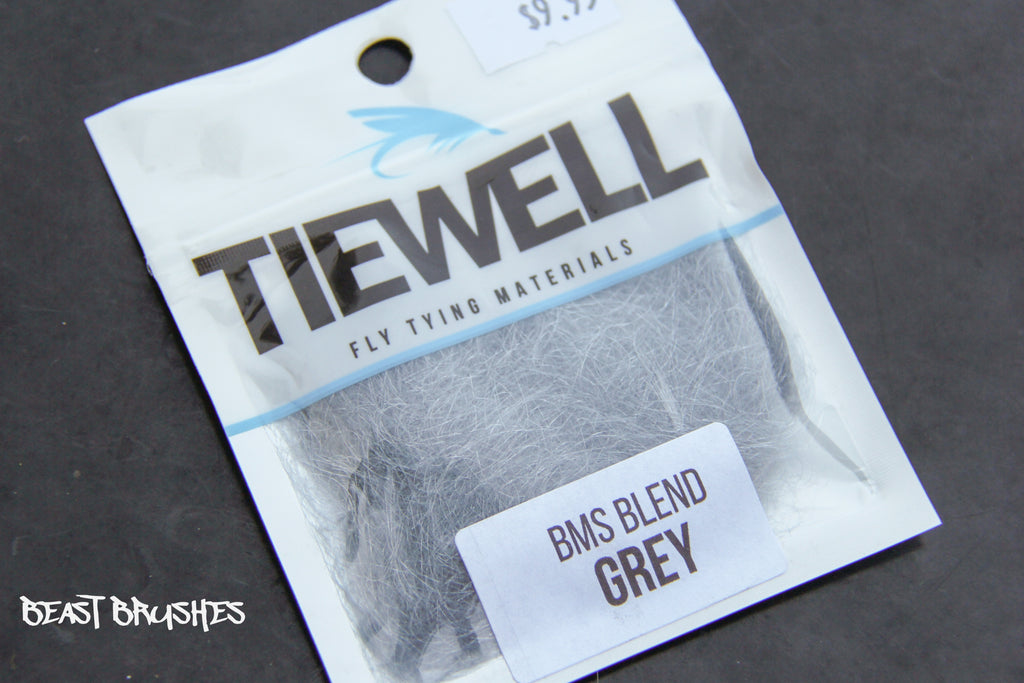 TIEWELL
FLY TYING MATERIALS
BMS BLEND
GREY
BEAST BRUSHES